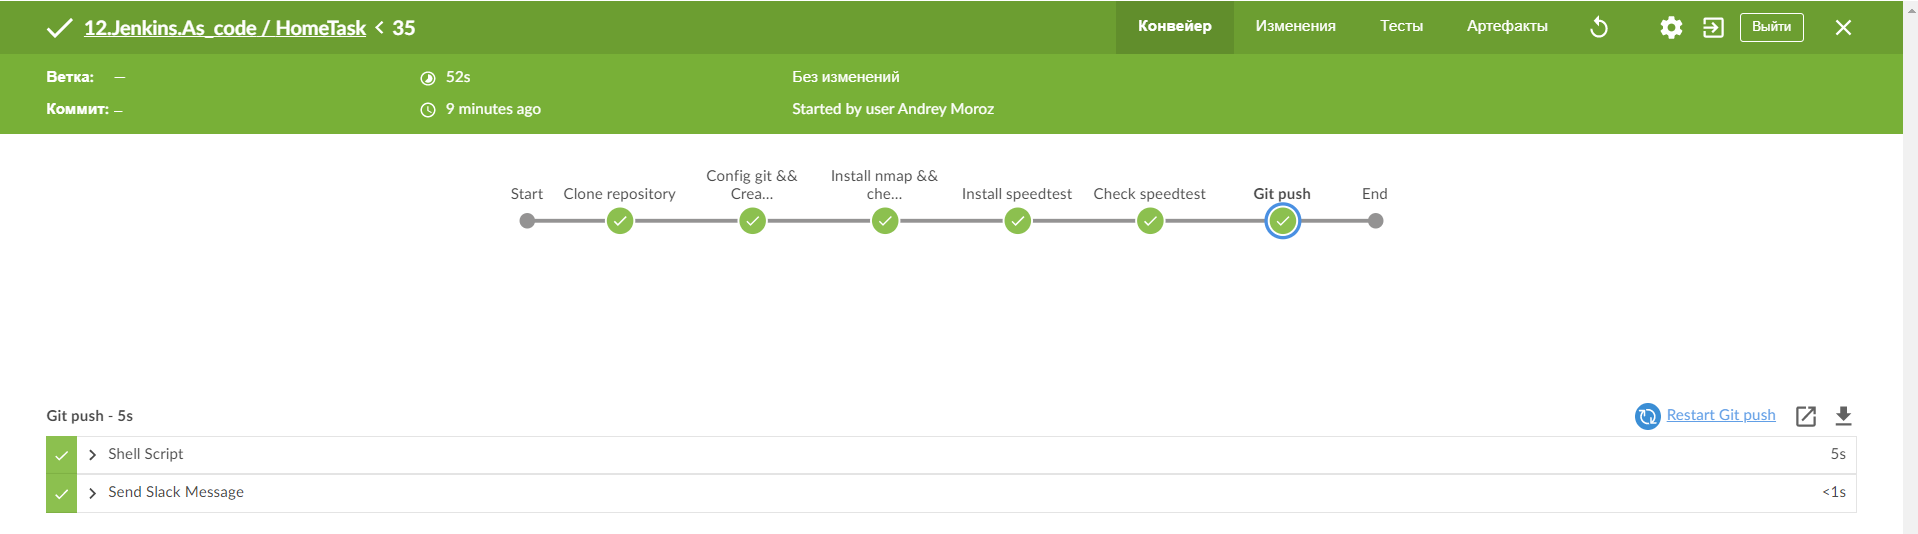 12.Jenkins.As_code / HomeTask < 35
Конвейер Изменения Тесты Артефакты Выйти
Ветка: — 52s Без изменений
Коммит: — 9 minutes ago Started by user Andrey Moroz
Config git && Install nmap &&
Start Clone repository Crea... che... Install speedtest Check speedtest Git push End
Git push - 5s Restart Git push
Shell Script 5s
Send Slack Message <1s